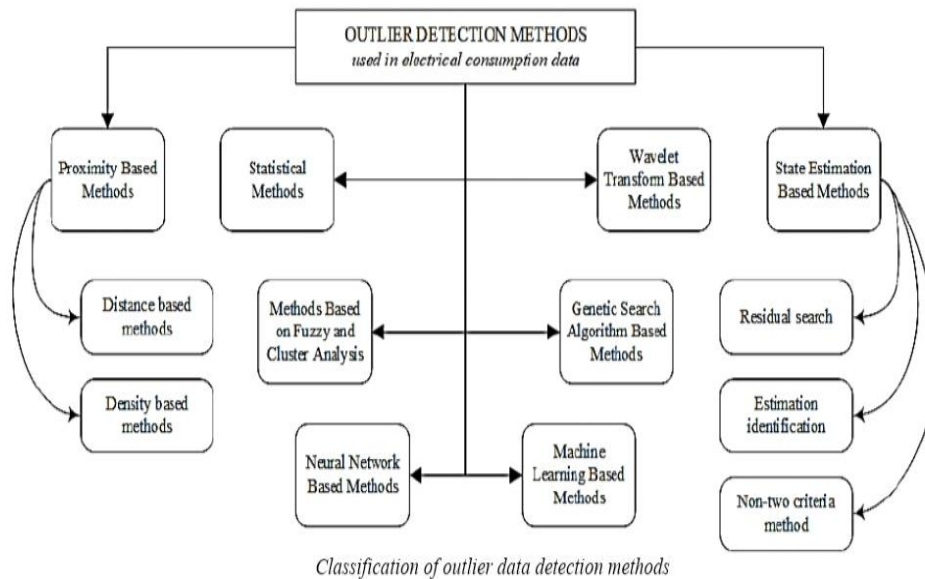 OUTLIER DETECTION METHODS
used in electrical consumption data
Proximity Based
Methods
Statistical
Methods
Wavelet
Transform Based
Methods
State Estimation
Based Methods
Distance based
methods
Methods Based
on Fuzzy and
Cluster Analysis
Genetic Search
Algorithm Based
Methods
Residual search
Density based
methods
Estimation
identification
Neural Network
Based Methods
Machine
Learning Based
Methods
Non-two criteria
method
Classification of outlier data detection methods